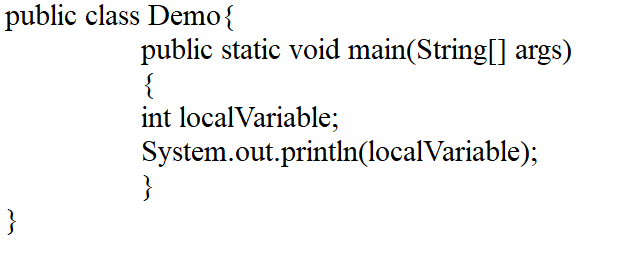 public class Demo{
public static void main(String[] args)
{
int localVariable;
System.out.println(localVariable);
}
}